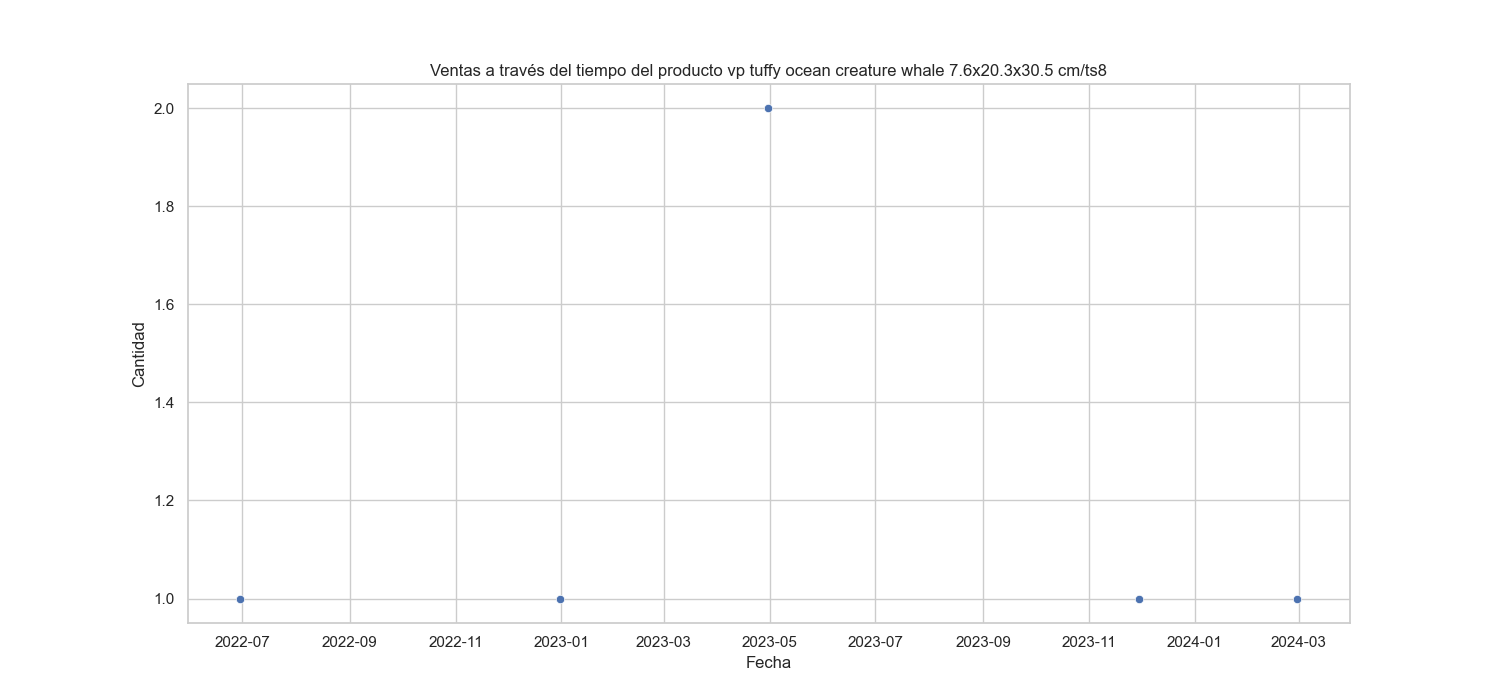 Ventas a través del tiempo del producto vp tuffy ocean creature whale 7.6x20.3x30.5 cm/ts8
2.0
1.8
1.6
1.4
1.2
1.0
Cantidad
2022-07 2022-09 2022-11 2023-01 2023-03 2023-05 2023-07 2023-09 2023-11 2024-01 2024-03
Fecha